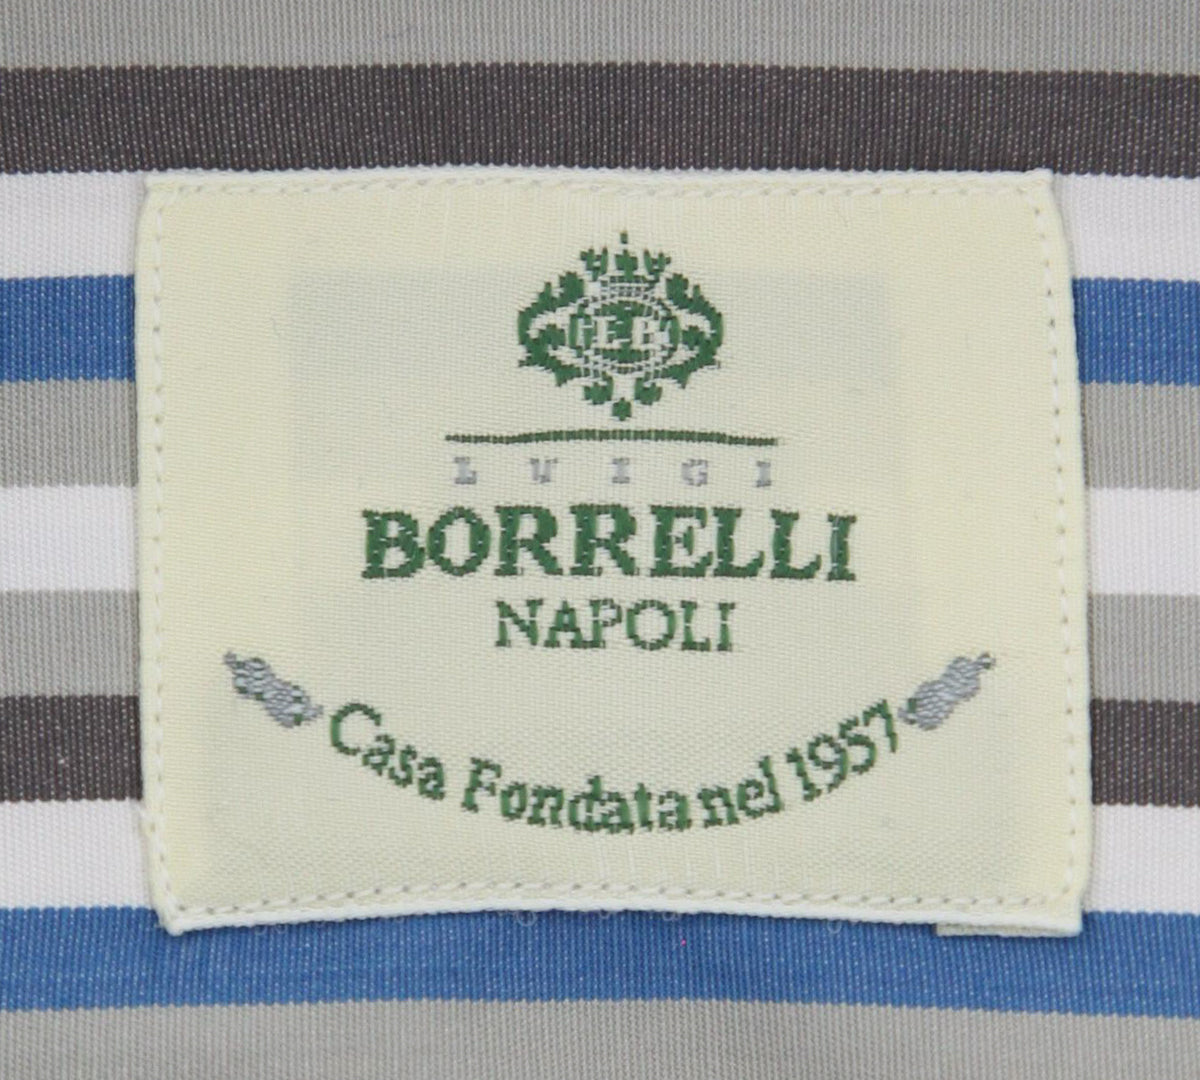 LUIGI
BORRELLI
NAPOLI
Casa Fondata nel 1957